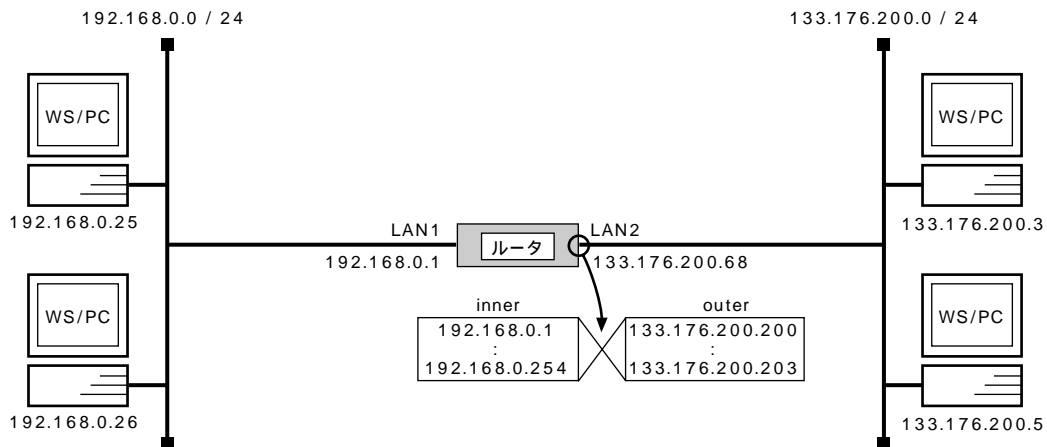 192.168.0.0 / 24
133.176.200.0 / 24
WS/PC
WS/PC
192.168.0.25
133.176.200.3
LAN1
LAN2
ルータ
192.168.0.1
133.176.200.68
inner
outer
192.168.0.1
:
192.168.0.254
133.176.200.200
:
133.176.200.203
WS/PC
WS/PC
192.168.0.26
133.176.200.5